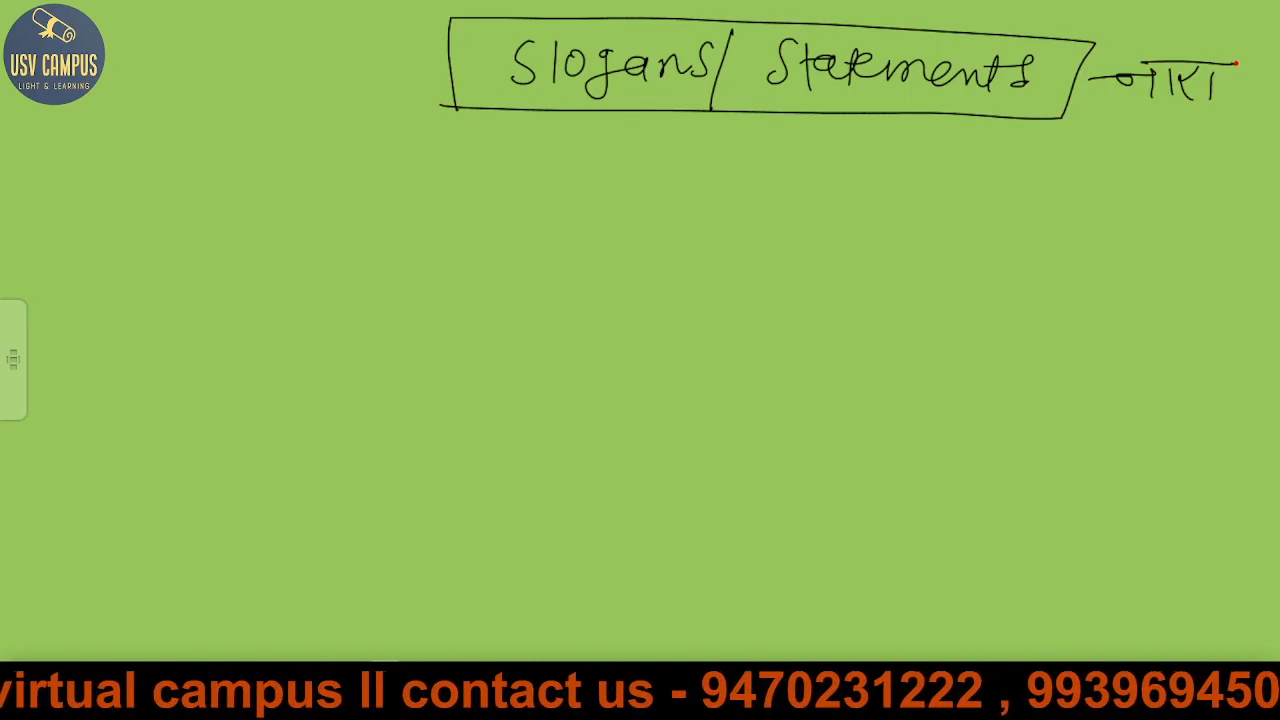 USV CAMPUS
LIGHT & LEARNING
Slogans/ Statements नारा
virtual campus ll contact us - 9470231222 , 993969450